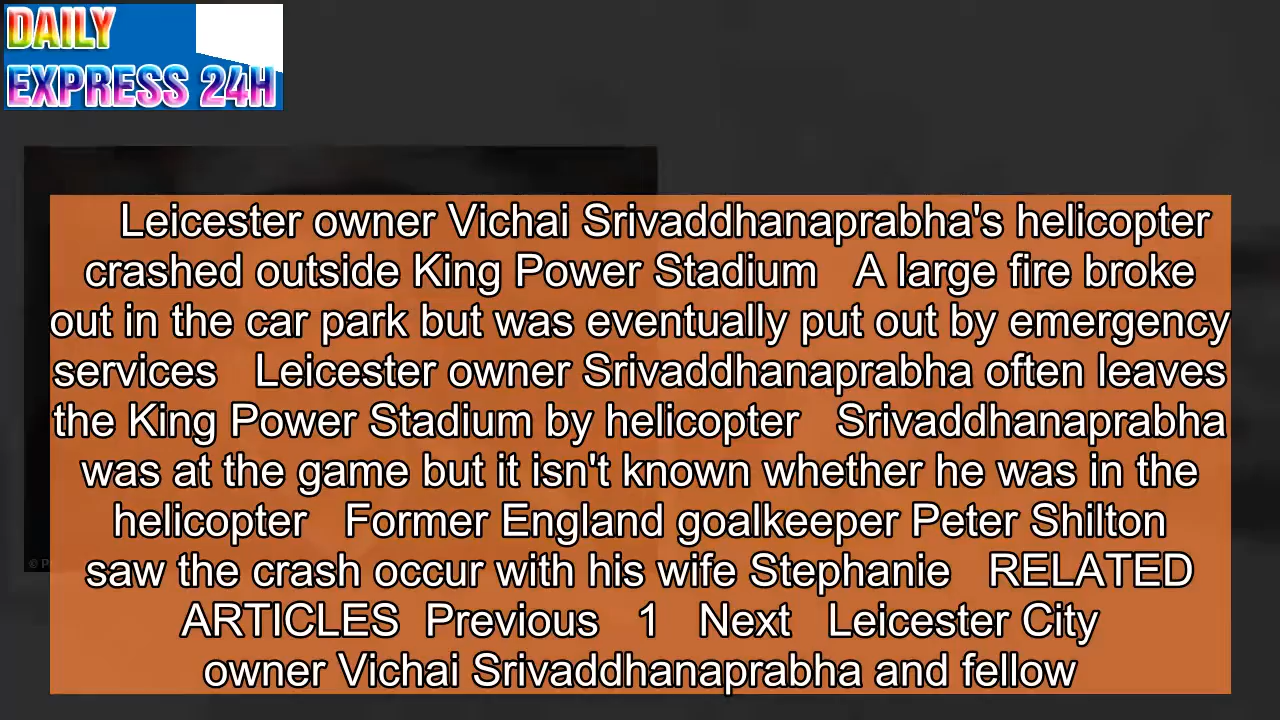 DAILY
EXPRESS 24H
Leicester owner Vichai Srivaddhanaprabha's helicopter
crashed outside King Power Stadium A large fire broke
out in the car park but was eventually put out by emergency
services Leicester owner Srivaddhanaprabha often leaves
the King Power Stadium by helicopter Srivaddhanaprabha
was at the game but it isn't known whether he was in the
helicopter Former England goalkeeper Peter Shilton
saw the crash occur with his wife Stephanie RELATED
ARTICLES Previous 1 Next Leicester City
owner Vichai Srivaddhanaprabha and fellow